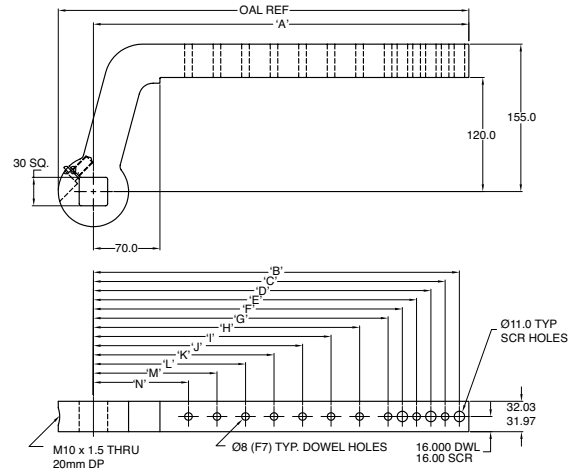 OAL REF
‘A’
155.0
120.0
30 SQ.
70.0
‘B’
‘C’
‘D’
‘E’
‘F’
‘G’
‘H’
‘I’
‘J’
‘K’
‘L’
‘M’
‘N’
Ø11.0 TYP
SCR HOLES
32.03
31.97
M10 x 1.5 THRU
20mm DP
Ø8 (F7) TYP. DOWEL HOLES
16.000 DWL
16.00 SCR